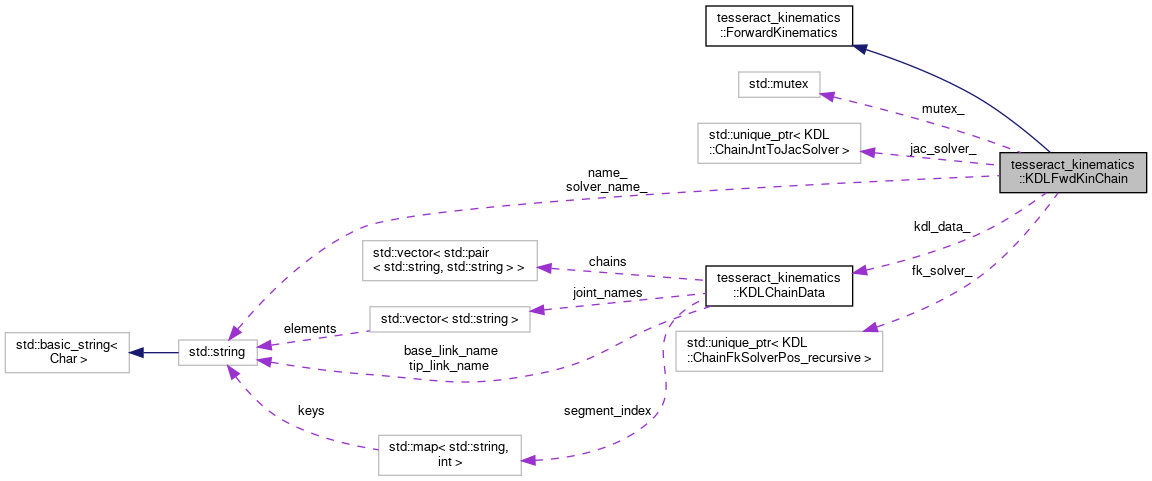 tesseract_kinematics
::ForwardKinematics
std::mutex
mutex_
std::unique_ptr< KDL
::ChainJntToJacSolver >
jac_solver_
tesseract_kinematics
::KDLFwdKinChain
name_
solver_name_
kdl_data_
std::vector< std::pair
< std::string, std::string > >
chains
tesseract_kinematics
::KDLChainData
fk_solver_
joint_names
std::vector< std::string >
elements
std::basic_string<
Char >
std::string
base_link_name
tip_link_name
std::unique_ptr< KDL
::ChainFkSolverPos_recursive >
keys
segment_index
std::map< std::string,
int >